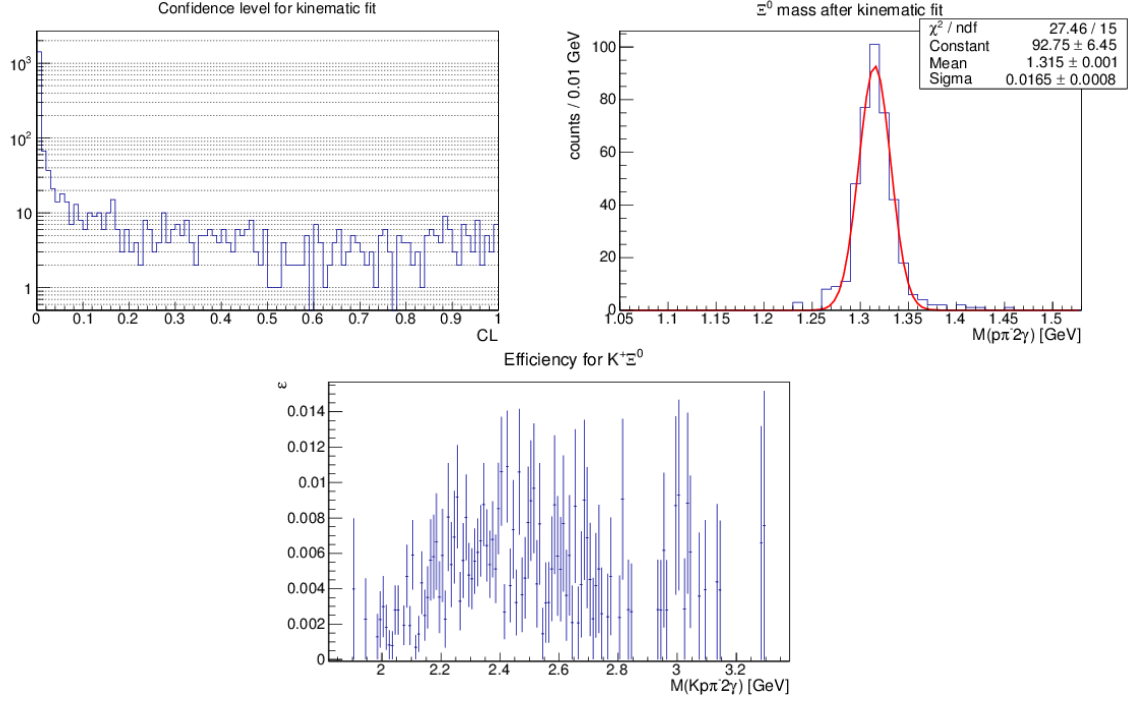 Confidence level for kinematic fit
10³
10²
10
1
0 0.1 0.2 0.3 0.4 0.5 0.6 0.7 0.8 0.9 1
CL
Ξ⁰ mass after kinematic fit
χ² / ndf 27.46 / 15
Constant 92.75 ± 6.45
Mean 1.315 ± 0.001
Sigma 0.0165 ± 0.0008
counts / 0.01 GeV
100
80
60
40
20
0
1.05 1.1 1.15 1.2 1.25 1.3 1.35 1.4 1.45 1.5
M(pπ⁻2γ) [GeV]
Efficiency for K⁺Ξ⁰
ε
0.014
0.012
0.01
0.008
0.006
0.004
0.002
0
2 2.2 2.4 2.6 2.8 3 3.2
M(Kpπ⁻2γ) [GeV]